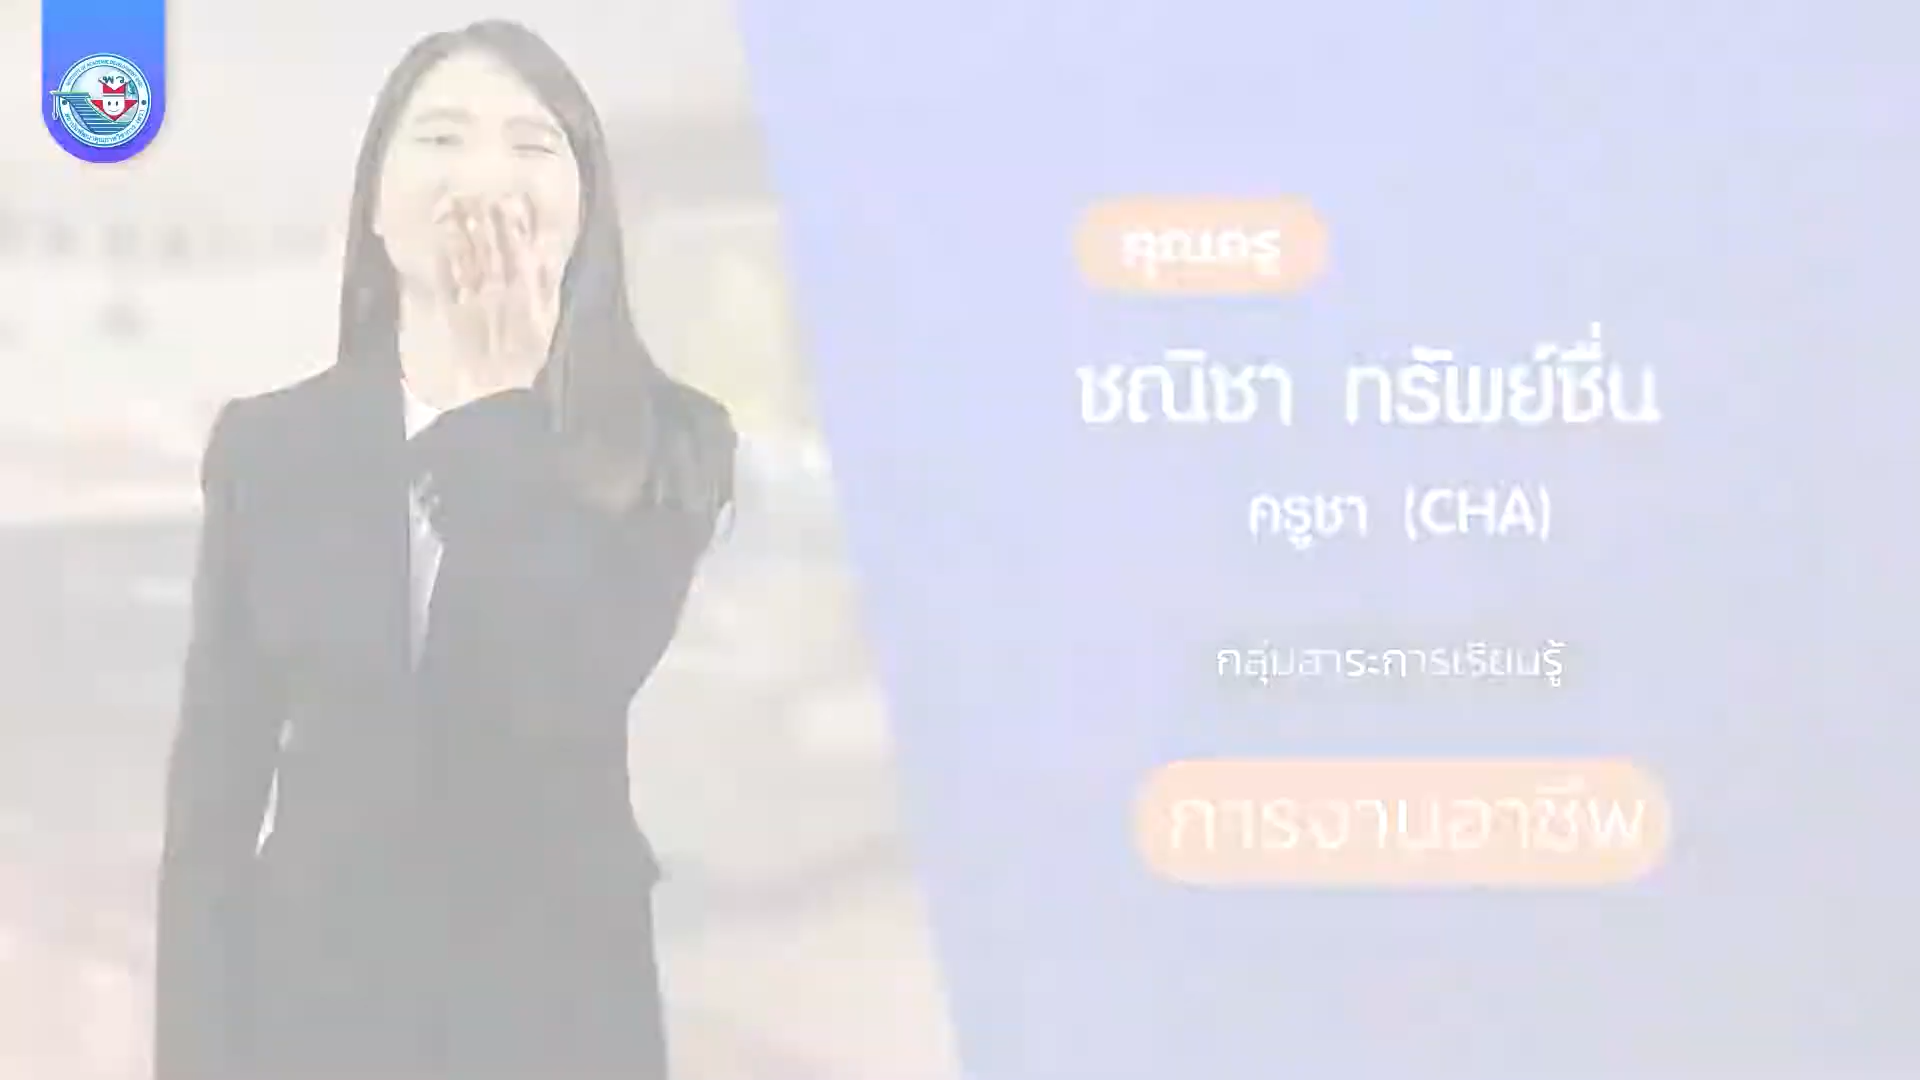 พว
คุณครู
ชณิชา ทรัพย์ชื่น
ครูชา (CHA)
กลุ่มสาระการเรียนรู้
การงานอาชีพ